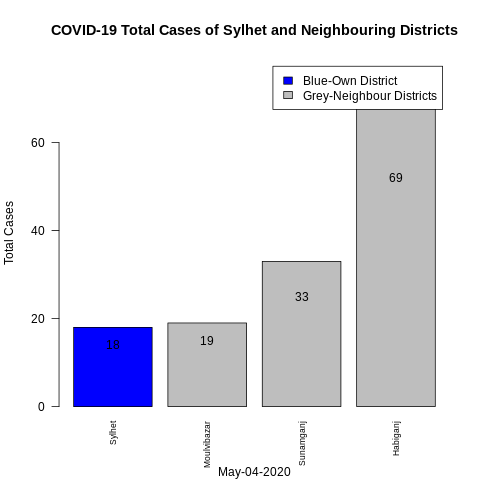 COVID-19 Total Cases of Sylhet and Neighbouring Districts
Blue-Own District
Grey-Neighbour Districts
Total Cases
60
40
20
0
18
19
33
69
Sylhet
Moulvibazar
Sunamganj
Habiganj
May-04-2020